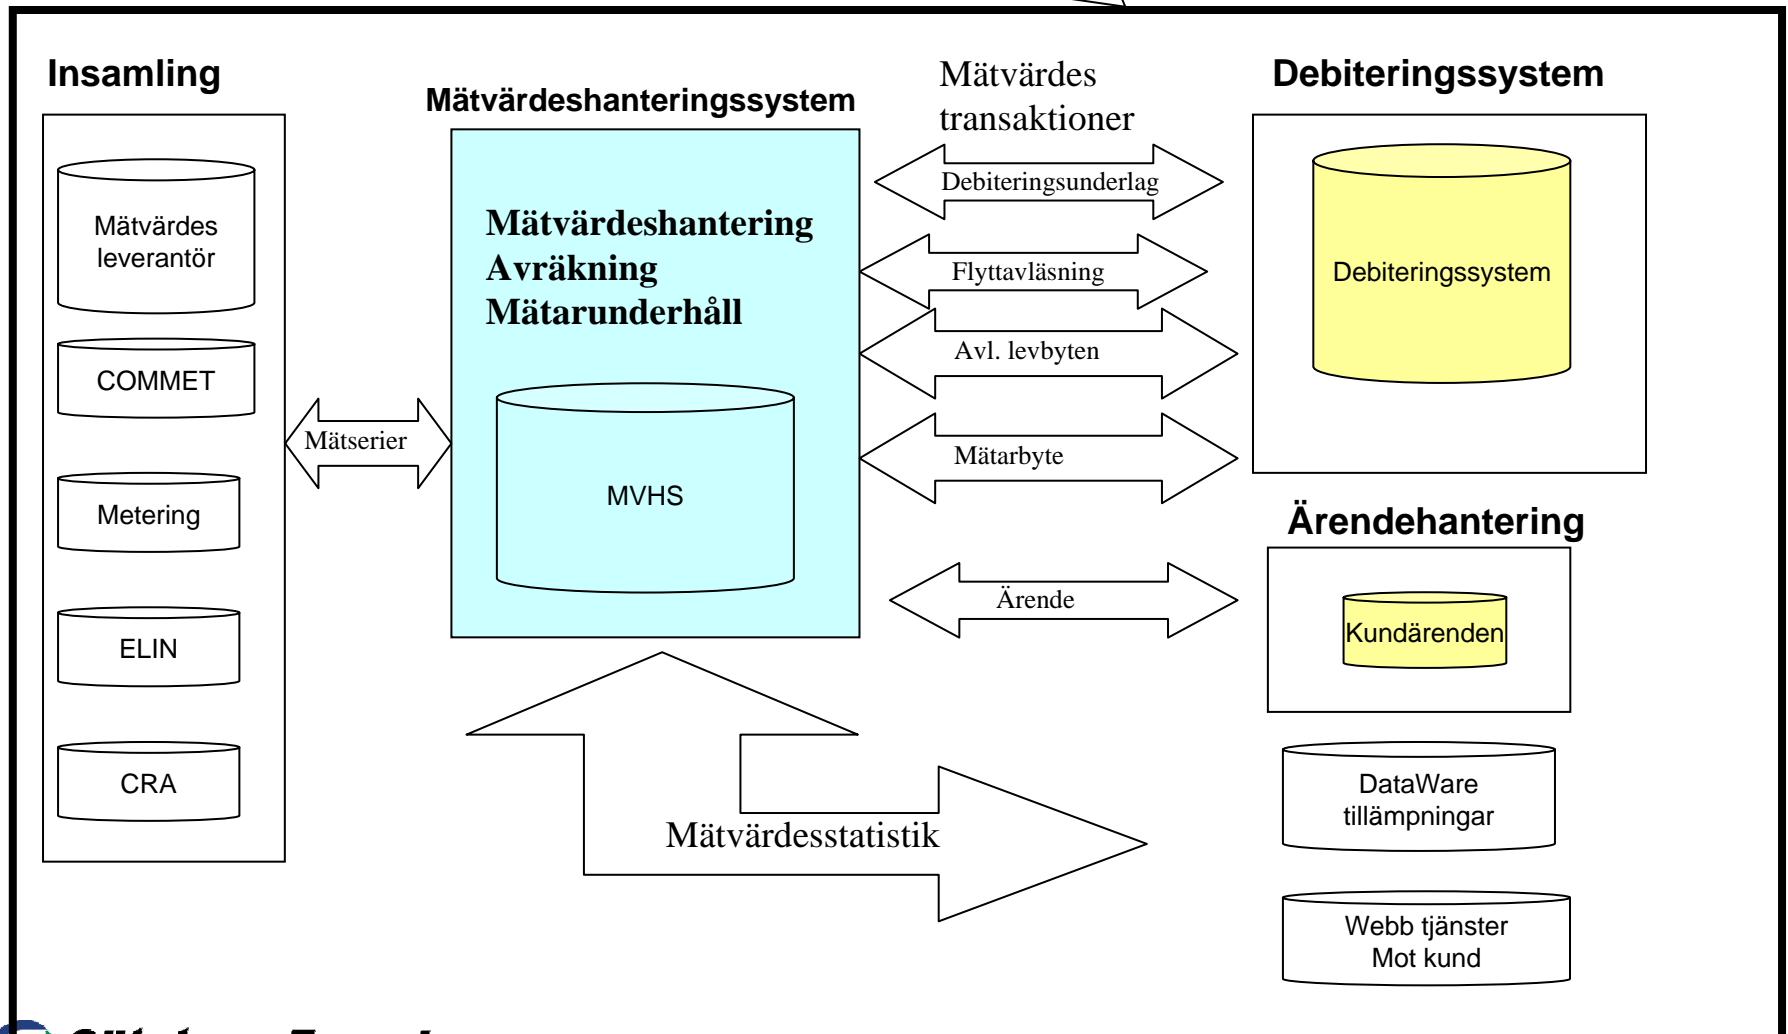 Insamling
Mätvärdes
leverantör
COMMET
Metering
ELIN
CRA
Mätserier
Mätvärdeshanteringssystem
Mätvärdeshantering
Avräkning
Mätarunderhåll
MVHS
Mätvärdes
transaktioner
Debiteringsunderlag
Flyttavläsning
Avl. levbyten
Mätarbyte
Ärende
Mätvärdesstatistik
Debiteringssystem
Debiteringssystem
Ärendehantering
Kundärenden
DataWare
tillämpningar
Webb tjänster
Mot kund